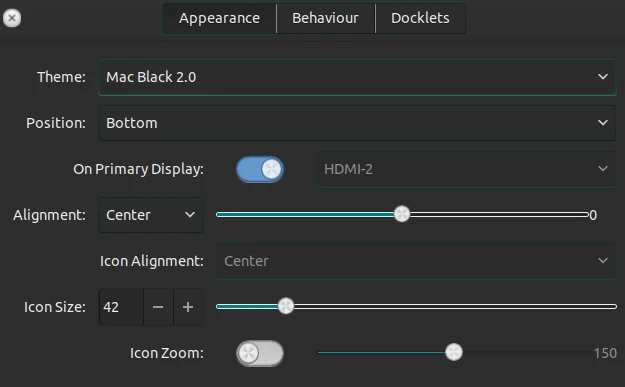 Appearance Behaviour Docklets
Theme: Mac Black 2.0
Position: Bottom
On Primary Display: HDMI-2
Alignment: Center 0
Icon Alignment: Center
Icon Size: 42 − +
Icon Zoom: 150